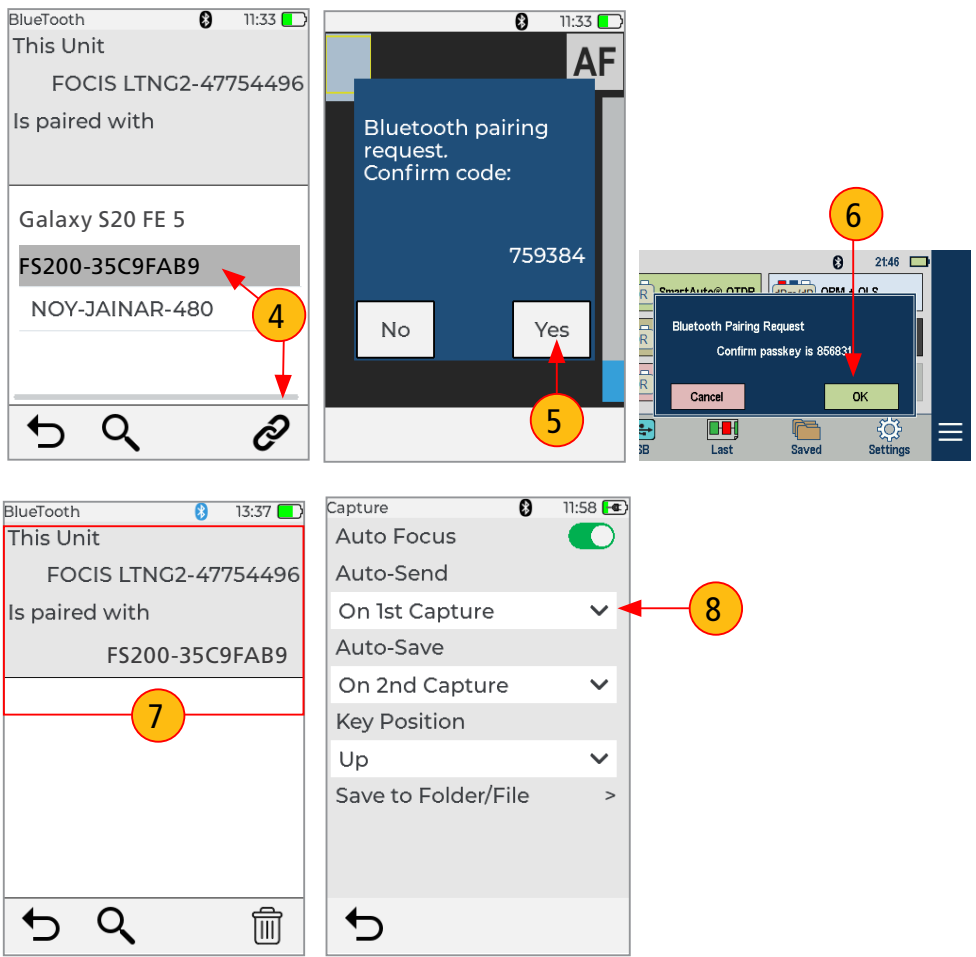 BlueTooth 11:33
This Unit
FOCIS LTNG2-47754496
Is paired with
Galaxy S20 FE 5
FS200-35C9FAB9
NOY-JAINAR-480
4
11:33
AF
Bluetooth pairing
request.
Confirm code:
759384
No Yes
5
6
21:46
SmartAuto® OTDR OPM + OLS
Bluetooth Pairing Request
Confirm passkey is 856831
Cancel OK
SB Last Saved Settings
BlueTooth 13:37
This Unit
FOCIS LTNG2-47754496
Is paired with
FS200-35C9FAB9
7
Capture 11:58
Auto Focus
Auto-Send
On 1st Capture
8
Auto-Save
On 2nd Capture
Key Position
Up
Save to Folder/File >